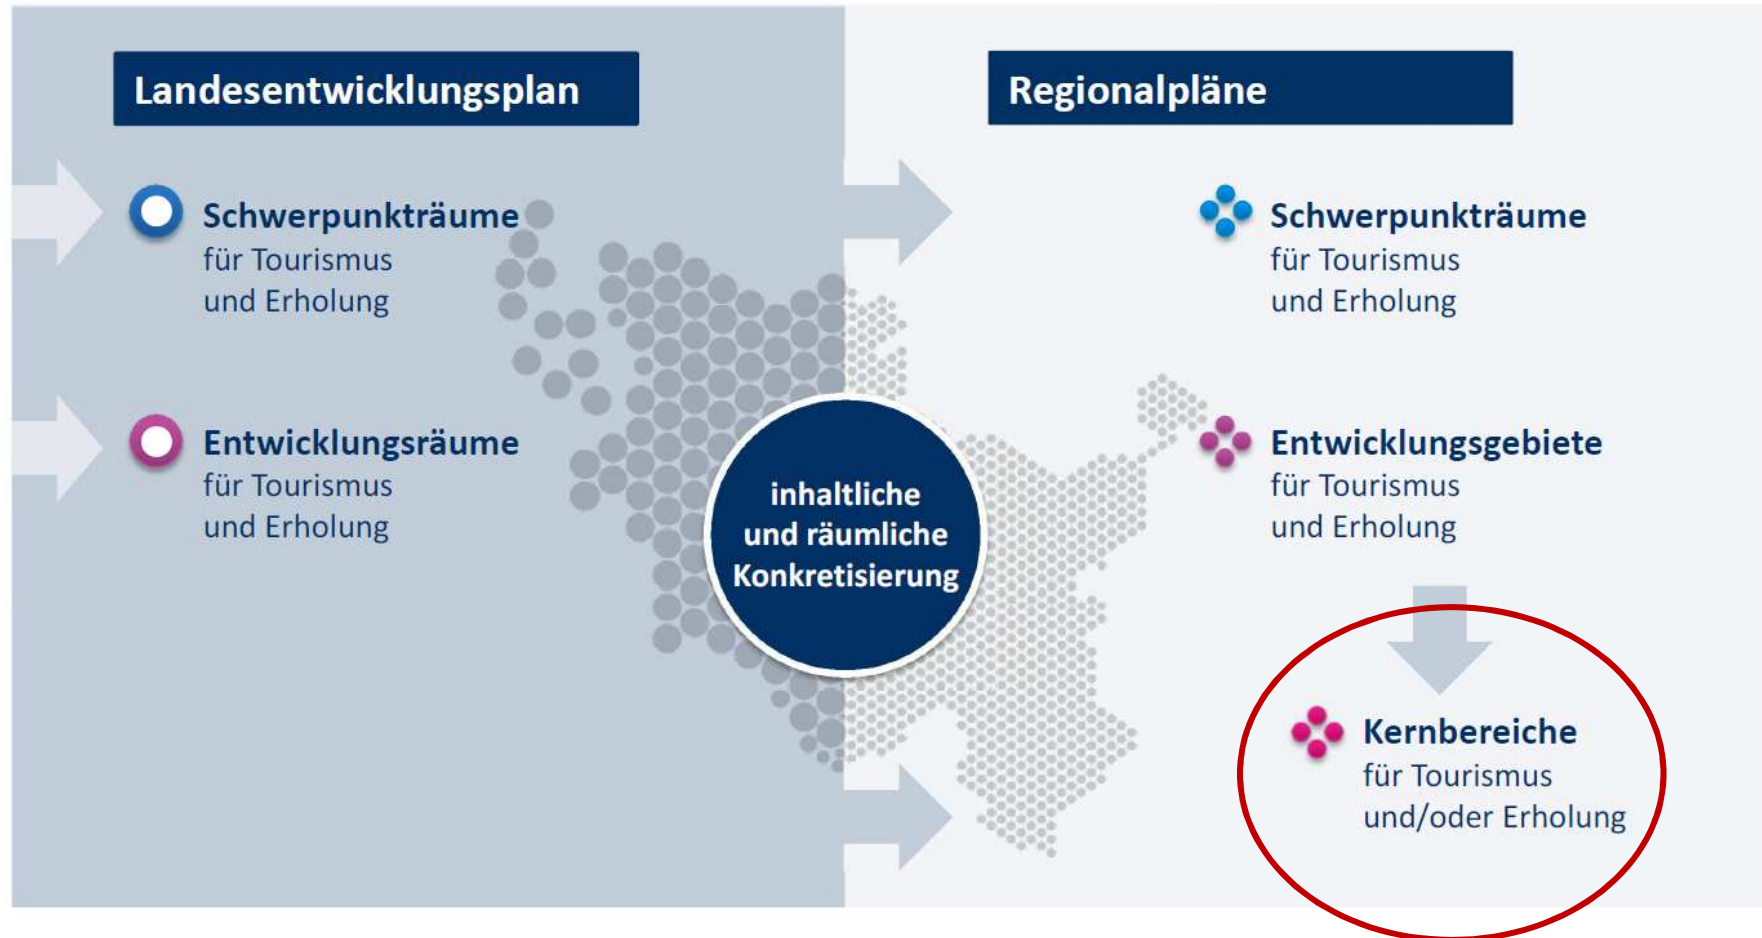 Landesentwicklungsplan
Schwerpunkträume
für Tourismus
und Erholung
Entwicklungsräume
für Tourismus
und Erholung
inhaltliche
und räumliche
Konkretisierung
Regionalpläne
Schwerpunkträume
für Tourismus
und Erholung
Entwicklungsgebiete
für Tourismus
und Erholung
Kernbereiche
für Tourismus
und/oder Erholung